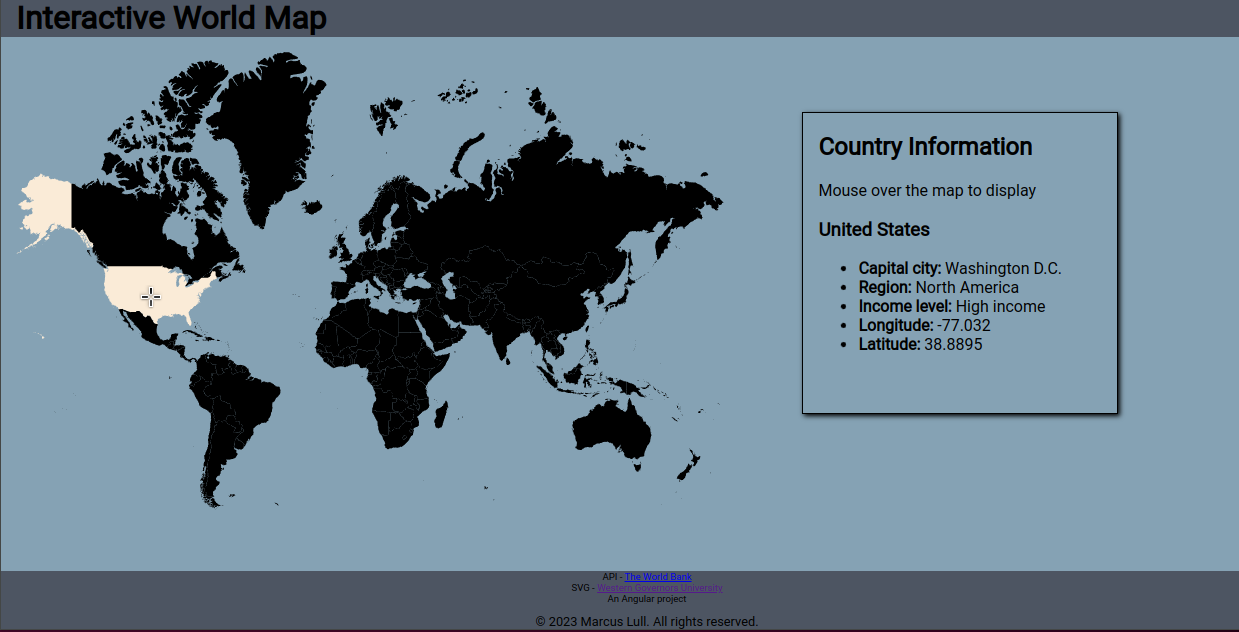 Interactive World Map
Country Information
Mouse over the map to display
United States
• Capital city: Washington D.C.
• Region: North America
• Income level: High income
• Longitude: -77.032
• Latitude: 38.8895
API - The World Bank
SVG - Western Governors University
An Angular project
© 2023 Marcus Lull. All rights reserved.